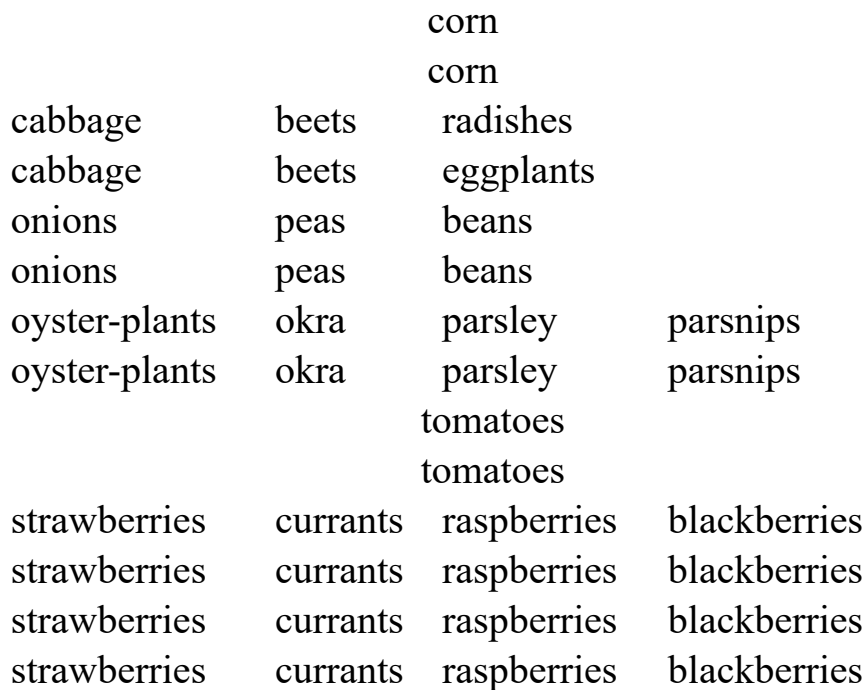 corn
corn
cabbage beets radishes
cabbage beets eggplants
onions peas beans
onions peas beans
oyster-plants okra parsley parsnips
oyster-plants okra parsley parsnips
tomatoes
tomatoes
strawberries currants raspberries blackberries
strawberries currants raspberries blackberries
strawberries currants raspberries blackberries
strawberries currants raspberries blackberries